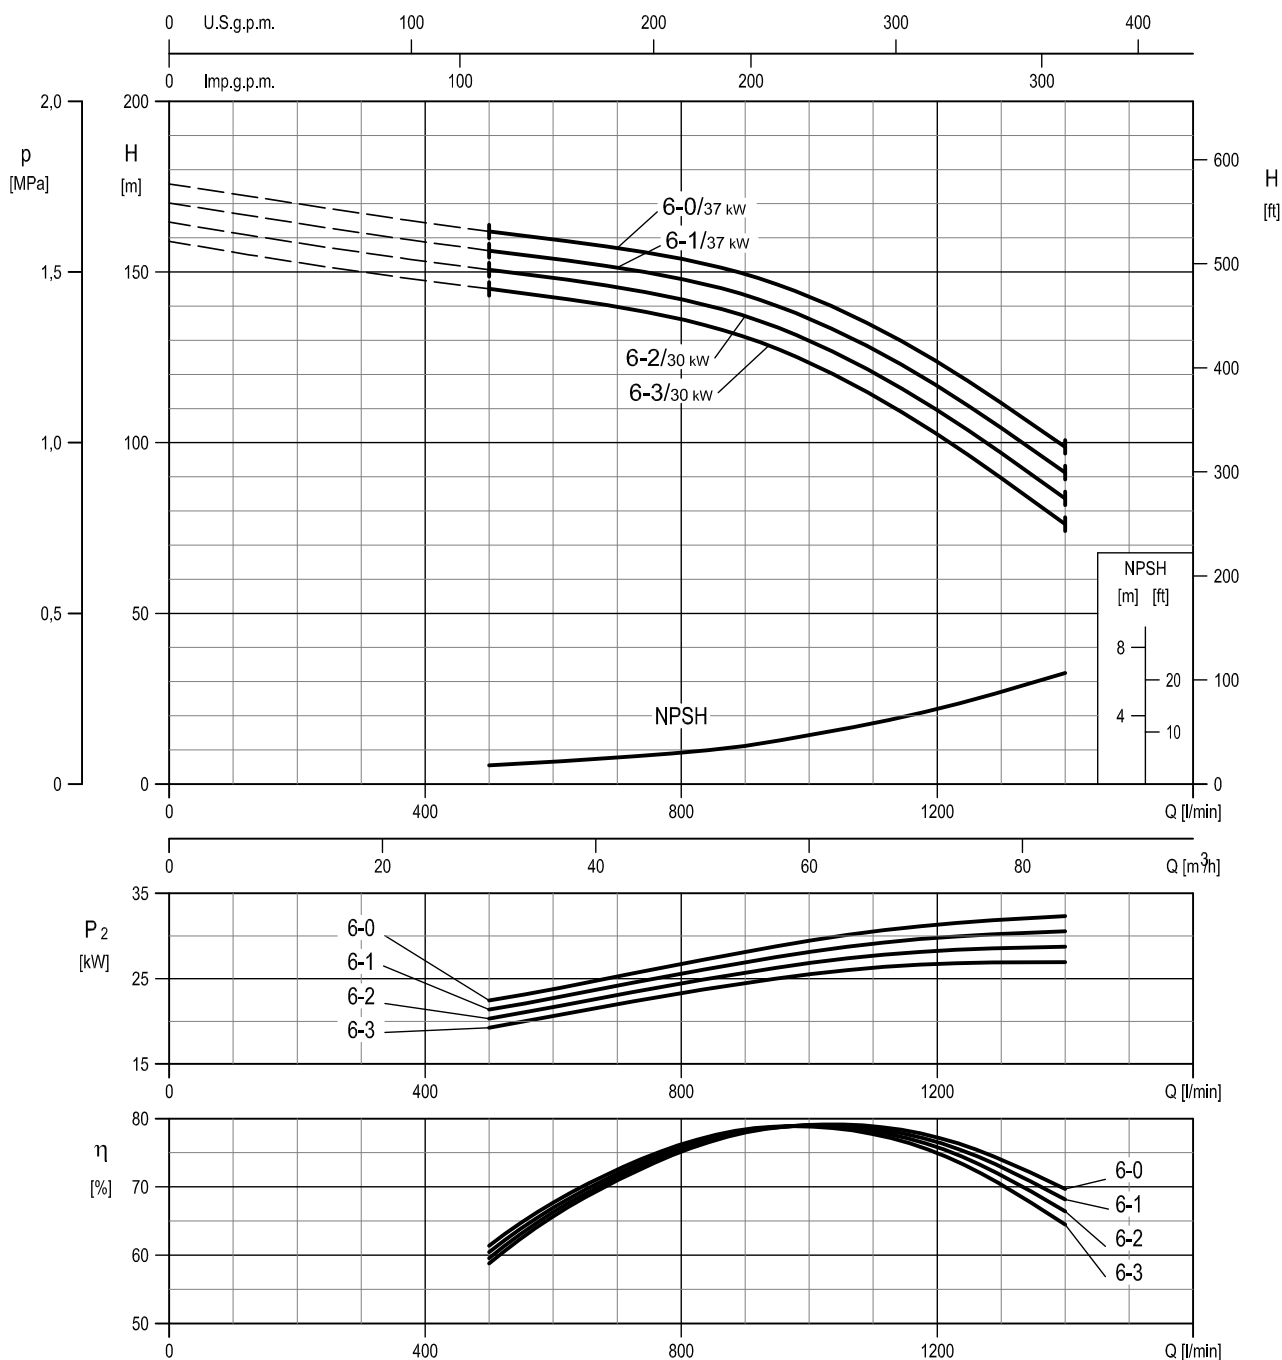 0 U.S.g.p.m. 100 200 300 400
0 Imp.g.p.m. 100 200 300
2,0 200
p H 600 H
[MPa] [m] [ft]
6-0/37 kW
6-1/37 kW
1,5 150 500
6-2/30 kW 400
6-3/30 kW
1,0 100 300
NPSH
[m] [ft]
200
0,5 50
8
20 100
NPSH 4
10
0 0 0
0 400 800 1200 Q [l/min]
0 20 40 60 80 Q [m³/h]
35
P2 6-0
[kW] 6-1
25
6-2
6-3
15
0 400 800 1200 Q [l/min]
80
η
[%] 70 6-0
6-1
6-2
60
6-3
50
0 400 800 1200 Q [l/min]